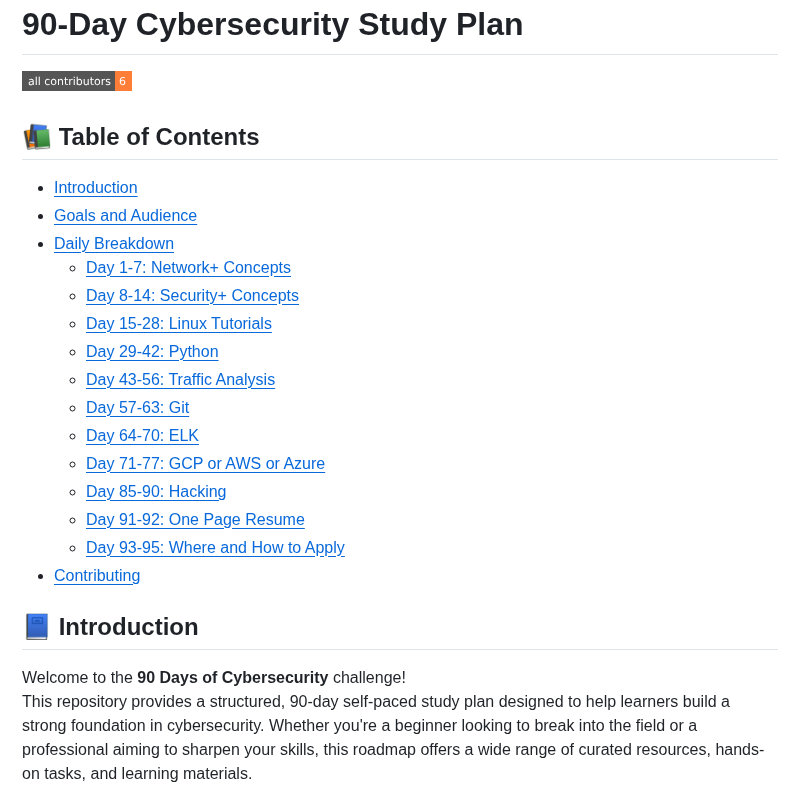 90-Day Cybersecurity Study Plan
all contributors 6
Table of Contents
Introduction
Goals and Audience
Daily Breakdown
Day 1-7: Network+ Concepts
Day 8-14: Security+ Concepts
Day 15-28: Linux Tutorials
Day 29-42: Python
Day 43-56: Traffic Analysis
Day 57-63: Git
Day 64-70: ELK
Day 71-77: GCP or AWS or Azure
Day 85-90: Hacking
Day 91-92: One Page Resume
Day 93-95: Where and How to Apply
Contributing
Introduction
Welcome to the 90 Days of Cybersecurity challenge!
This repository provides a structured, 90-day self-paced study plan designed to help learners build a
strong foundation in cybersecurity. Whether you're a beginner looking to break into the field or a
professional aiming to sharpen your skills, this roadmap offers a wide range of curated resources, hands-
on tasks, and learning materials.